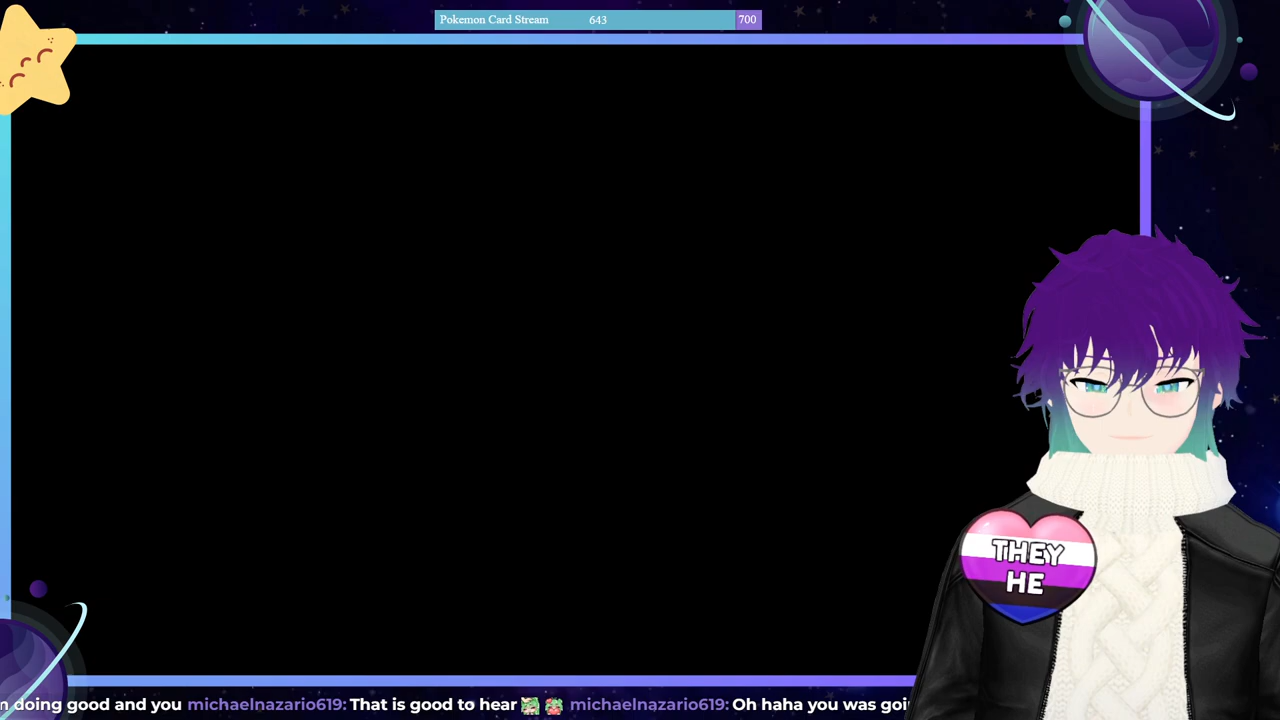 Pokemon Card Stream 643 700
THEY
HE
doing good and you michaelnazario619: That is good to hear michaelnazario619: Oh haha you was